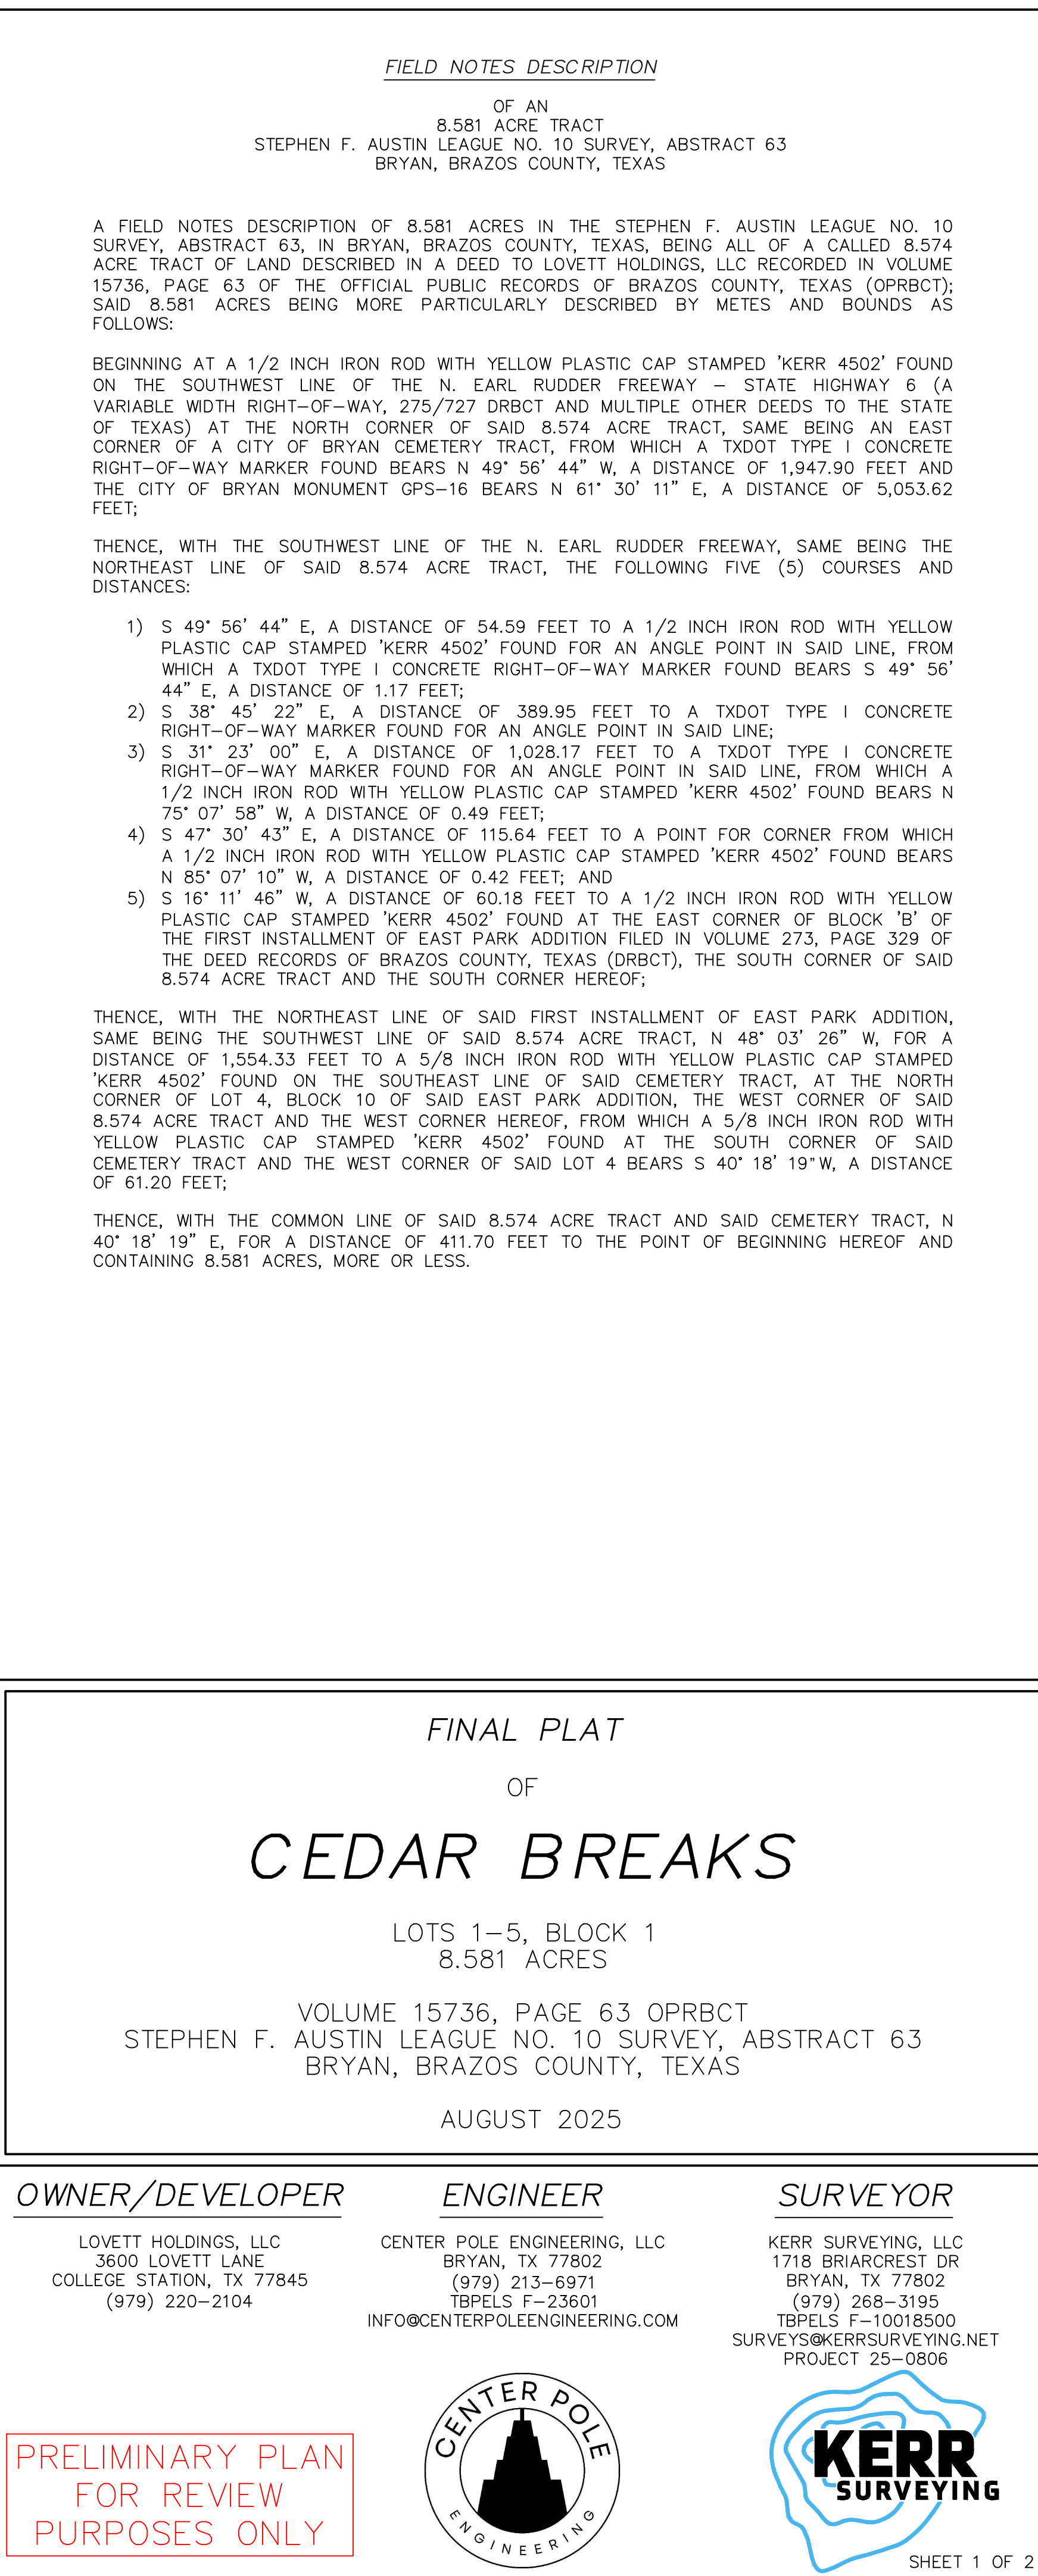 FIELD NOTES DESCRIPTION
OF AN
8.581 ACRE TRACT
STEPHEN F. AUSTIN LEAGUE NO. 10 SURVEY, ABSTRACT 63
BRYAN, BRAZOS COUNTY, TEXAS
A FIELD NOTES DESCRIPTION OF 8.581 ACRES IN THE STEPHEN F. AUSTIN LEAGUE NO. 10
SURVEY, ABSTRACT 63, IN BRYAN, BRAZOS COUNTY, TEXAS, BEING ALL OF A CALLED 8.574
ACRE TRACT OF LAND DESCRIBED IN A DEED TO LOVETT HOLDINGS, LLC RECORDED IN VOLUME
15736, PAGE 63 OF THE OFFICIAL PUBLIC RECORDS OF BRAZOS COUNTY, TEXAS (OPRBCT);
SAID 8.581 ACRES BEING MORE PARTICULARLY DESCRIBED BY METES AND BOUNDS AS
FOLLOWS:
BEGINNING AT A 1/2 INCH IRON ROD WITH YELLOW PLASTIC CAP STAMPED 'KERR 4502' FOUND
ON THE SOUTHWEST LINE OF THE N. EARL RUDDER FREEWAY – STATE HIGHWAY 6 (A
VARIABLE WIDTH RIGHT–OF–WAY, 275/727 DRBCT AND MULTIPLE OTHER DEEDS TO THE STATE
OF TEXAS) AT THE NORTH CORNER OF SAID 8.574 ACRE TRACT, SAME BEING AN EAST
CORNER OF A CITY OF BRYAN CEMETERY TRACT, FROM WHICH A TXDOT TYPE I CONCRETE
RIGHT–OF–WAY MARKER FOUND BEARS N 49° 56' 44" W, A DISTANCE OF 1,947.90 FEET AND
THE CITY OF BRYAN MONUMENT GPS–16 BEARS N 61° 30' 11" E, A DISTANCE OF 5,053.62
FEET;
THENCE, WITH THE SOUTHWEST LINE OF THE N. EARL RUDDER FREEWAY, SAME BEING THE
NORTHEAST LINE OF SAID 8.574 ACRE TRACT, THE FOLLOWING FIVE (5) COURSES AND
DISTANCES:
1) S 49° 56' 44" E, A DISTANCE OF 54.59 FEET TO A 1/2 INCH IRON ROD WITH YELLOW
PLASTIC CAP STAMPED 'KERR 4502' FOUND FOR AN ANGLE POINT IN SAID LINE, FROM
WHICH A TXDOT TYPE I CONCRETE RIGHT–OF–WAY MARKER FOUND BEARS S 49° 56'
44" E, A DISTANCE OF 1.17 FEET;
2) S 38° 45' 22" E, A DISTANCE OF 389.95 FEET TO A TXDOT TYPE I CONCRETE
RIGHT–OF–WAY MARKER FOUND FOR AN ANGLE POINT IN SAID LINE;
3) S 31° 23' 00" E, A DISTANCE OF 1,028.17 FEET TO A TXDOT TYPE I CONCRETE
RIGHT–OF–WAY MARKER FOUND FOR AN ANGLE POINT IN SAID LINE, FROM WHICH A
1/2 INCH IRON ROD WITH YELLOW PLASTIC CAP STAMPED 'KERR 4502' FOUND BEARS N
75° 07' 58" W, A DISTANCE OF 0.49 FEET;
4) S 47° 30' 43" E, A DISTANCE OF 115.64 FEET TO A POINT FOR CORNER FROM WHICH
A 1/2 INCH IRON ROD WITH YELLOW PLASTIC CAP STAMPED 'KERR 4502' FOUND BEARS
N 85° 07' 10" W, A DISTANCE OF 0.42 FEET; AND
5) S 16° 11' 46" W, A DISTANCE OF 60.18 FEET TO A 1/2 INCH IRON ROD WITH YELLOW
PLASTIC CAP STAMPED 'KERR 4502' FOUND AT THE EAST CORNER OF BLOCK 'B' OF
THE FIRST INSTALLMENT OF EAST PARK ADDITION FILED IN VOLUME 273, PAGE 329 OF
THE DEED RECORDS OF BRAZOS COUNTY, TEXAS (DRBCT), THE SOUTH CORNER OF SAID
8.574 ACRE TRACT AND THE SOUTH CORNER HEREOF;
THENCE, WITH THE NORTHEAST LINE OF SAID FIRST INSTALLMENT OF EAST PARK ADDITION,
SAME BEING THE SOUTHWEST LINE OF SAID 8.574 ACRE TRACT, N 48° 03' 26" W, FOR A
DISTANCE OF 1,554.33 FEET TO A 5/8 INCH IRON ROD WITH YELLOW PLASTIC CAP STAMPED
'KERR 4502' FOUND ON THE SOUTHEAST LINE OF SAID CEMETERY TRACT, AT THE NORTH
CORNER OF LOT 4, BLOCK 10 OF SAID EAST PARK ADDITION, THE WEST CORNER OF SAID
8.574 ACRE TRACT AND THE WEST CORNER HEREOF, FROM WHICH A 5/8 INCH IRON ROD WITH
YELLOW PLASTIC CAP STAMPED 'KERR 4502' FOUND AT THE SOUTH CORNER OF SAID
CEMETERY TRACT AND THE WEST CORNER OF SAID LOT 4 BEARS S 40° 18' 19"W, A DISTANCE
OF 61.20 FEET;
THENCE, WITH THE COMMON LINE OF SAID 8.574 ACRE TRACT AND SAID CEMETERY TRACT, N
40° 18' 19" E, FOR A DISTANCE OF 411.70 FEET TO THE POINT OF BEGINNING HEREOF AND
CONTAINING 8.581 ACRES, MORE OR LESS.
FINAL PLAT
OF
CEDAR BREAKS
LOTS 1–5, BLOCK 1
8.581 ACRES
VOLUME 15736, PAGE 63 OPRBCT
STEPHEN F. AUSTIN LEAGUE NO. 10 SURVEY, ABSTRACT 63
BRYAN, BRAZOS COUNTY, TEXAS
AUGUST 2025
OWNER/DEVELOPER
LOVETT HOLDINGS, LLC
3600 LOVETT LANE
COLLEGE STATION, TX 77845
(979) 220–2104
ENGINEER
CENTER POLE ENGINEERING, LLC
BRYAN, TX 77802
(979) 213–6971
TBPELS F–23601
INFO@CENTERPOLEENGINEERING.COM
SURVEYOR
KERR SURVEYING, LLC
1718 BRIARCREST DR
BRYAN, TX 77802
(979) 268–3195
TBPELS F–10018500
SURVEYS@KERRSURVEYING.NET
PROJECT 25–0806
PRELIMINARY PLAN
FOR REVIEW
PURPOSES ONLY
CENTER POLE
ENGINEERING
KERR
SURVEYING
SHEET 1 OF 2